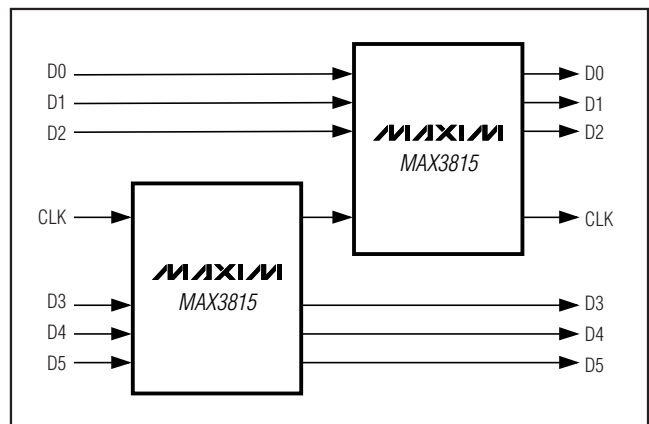 D0 D0
D1 D1
D2 D2
MAXIM
MAX3815
CLK CLK
MAXIM
MAX3815
D3 D3
D4 D4
D5 D5